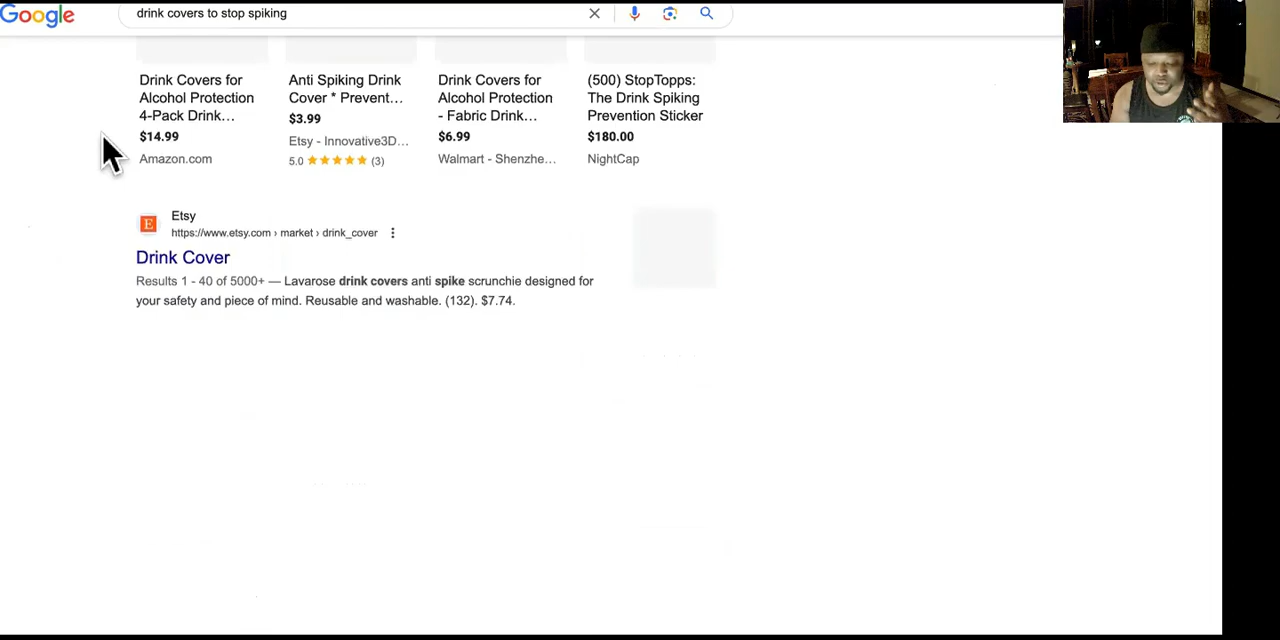 Google
drink covers to stop spiking
Drink Covers for
Alcohol Protection
4-Pack Drink...
$14.99
Amazon.com
Anti Spiking Drink
Cover * Prevent...
$3.99
Etsy - Innovative3D...
5.0 ★★★★★ (3)
Drink Covers for
Alcohol Protection
- Fabric Drink...
$6.99
Walmart - Shenzhe...
(500) StopTopps:
The Drink Spiking
Prevention Sticker
$180.00
NightCap
E
Etsy
https://www.etsy.com › market › drink_cover
Drink Cover
Results 1 - 40 of 5000+ — Lavarose drink covers anti spike scrunchie designed for
your safety and piece of mind. Reusable and washable. (132). $7.74.